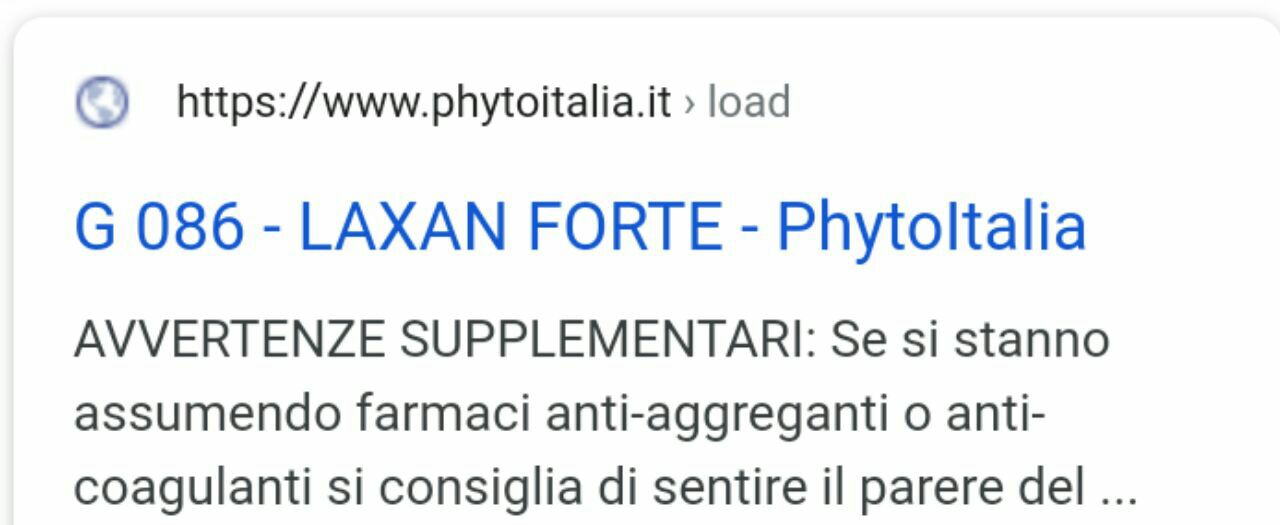 https://www.phytoitalia.it › load
G 086 - LAXAN FORTE - PhytoItalia
AVVERTENZE SUPPLEMENTARI: Se si stanno
assumendo farmaci anti-aggreganti o anti-
coagulanti si consiglia di sentire il parere del ...